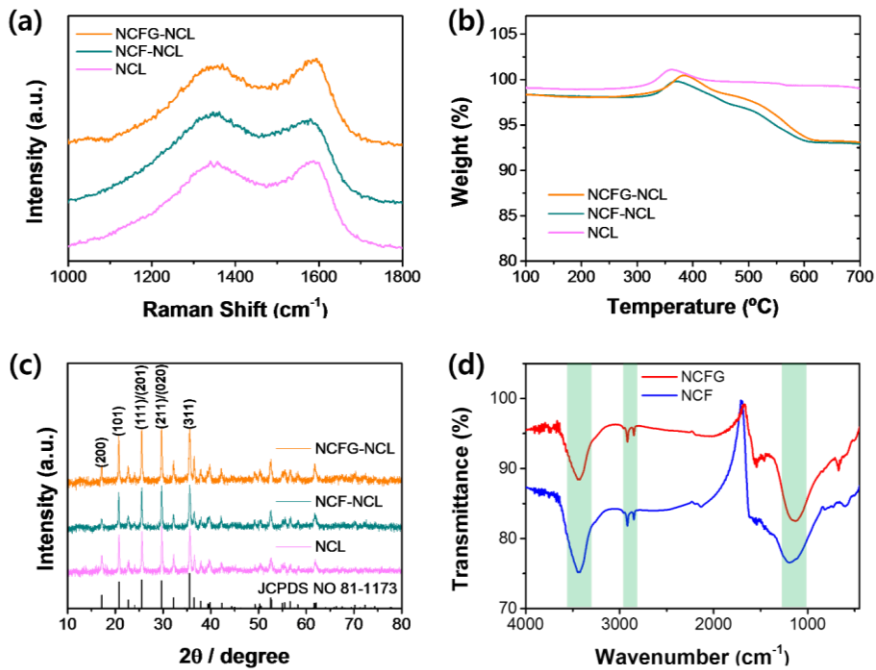 (a)
NCFG-NCL
NCF-NCL
NCL
Intensity (a.u.)
1000 1200 1400 1600 1800
Raman Shift (cm⁻¹)
(b)
105
100
95
90
85
80
Weight (%)
NCFG-NCL
NCF-NCL
NCL
100 200 300 400 500 600 700
Temperature (ºC)
(c)
(200)
(101)
(111)/(201)
(211)/(020)
(311)
NCFG-NCL
NCF-NCL
NCL
JCPDS NO 81-1173
Intensity (a.u.)
10 20 30 40 50 60 70 80
2θ / degree
(d)
NCFG
NCF
100
90
80
70
Transmittance (%)
4000 3000 2000 1000
Wavenumber (cm⁻¹)